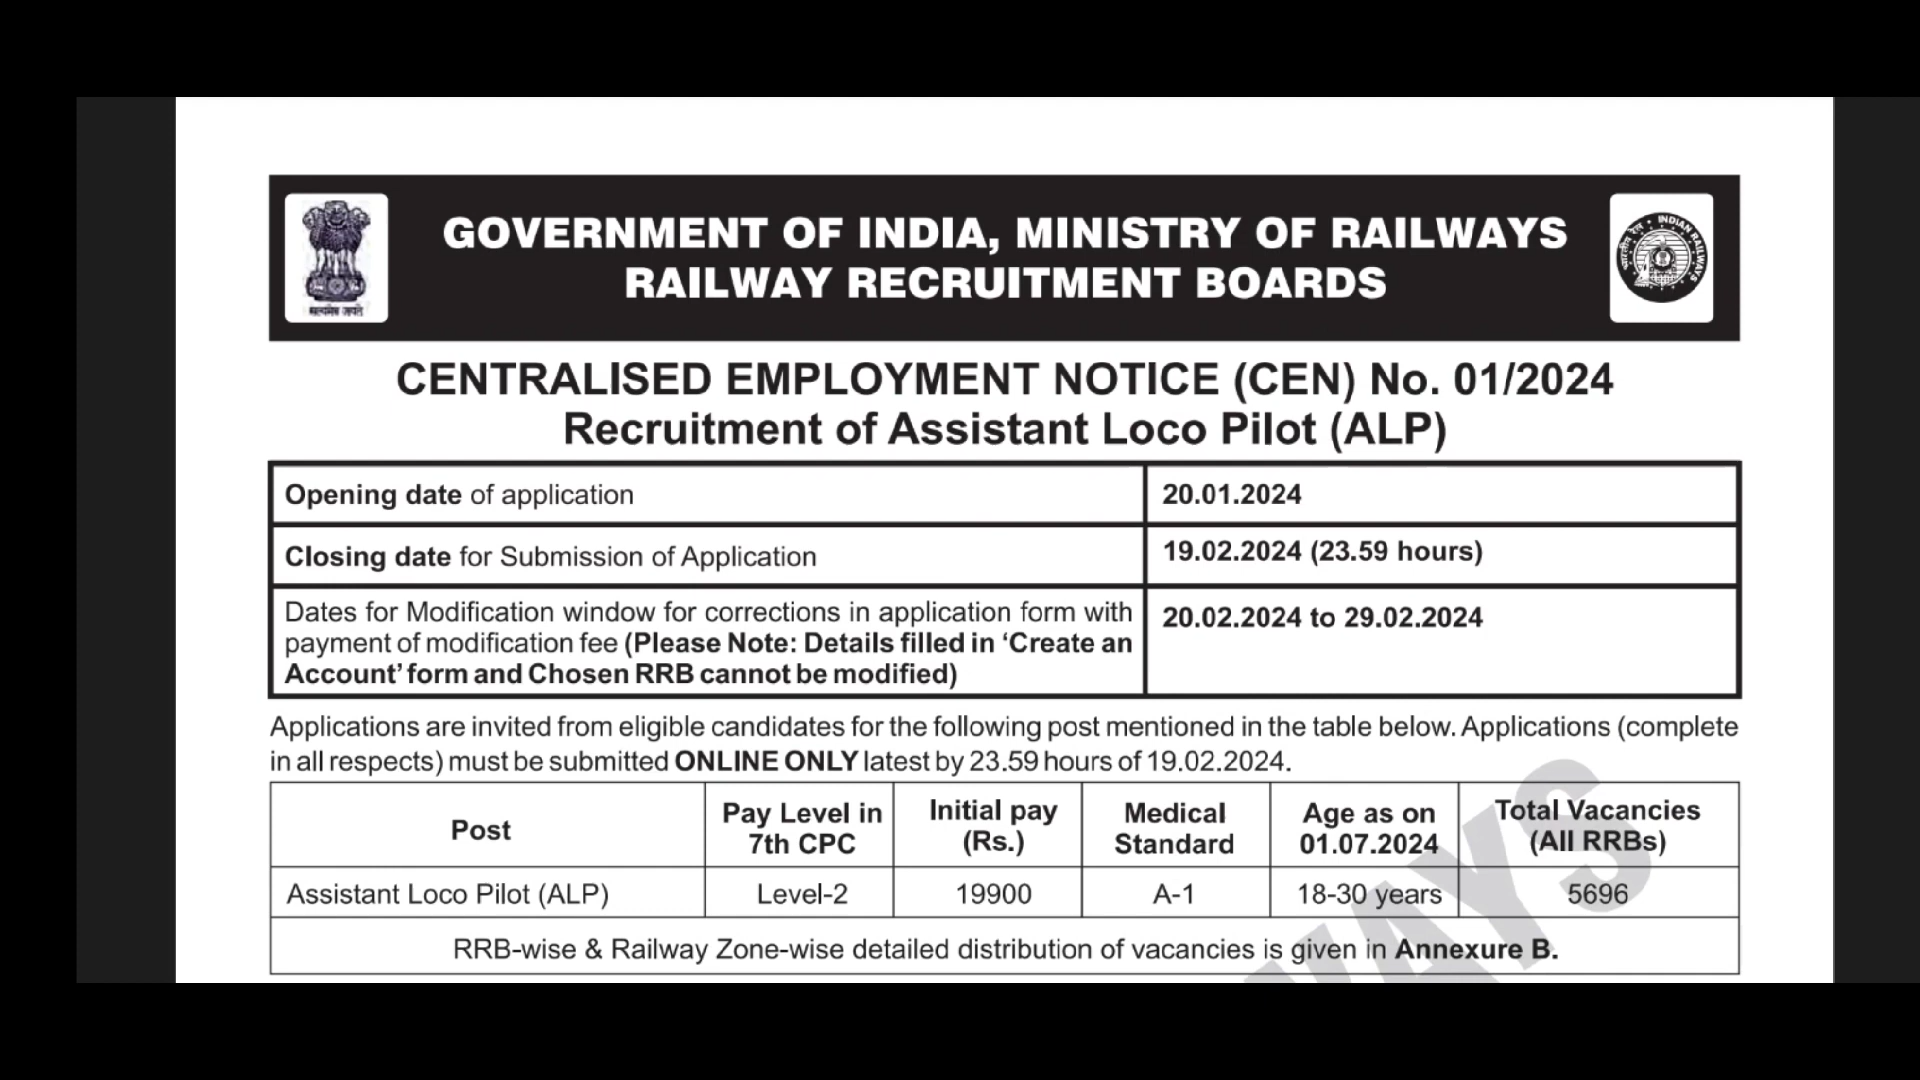 GOVERNMENT OF INDIA, MINISTRY OF RAILWAYS
RAILWAY RECRUITMENT BOARDS
सत्यमेव जयते
भारतीय रेल INDIAN RAILWAYS
CENTRALISED EMPLOYMENT NOTICE (CEN) No. 01/2024
Recruitment of Assistant Loco Pilot (ALP)
Opening date of application 20.01.2024
Closing date for Submission of Application 19.02.2024 (23.59 hours)
Dates for Modification window for corrections in application form with
payment of modification fee (Please Note: Details filled in ‘Create an
Account’ form and Chosen RRB cannot be modified)
20.02.2024 to 29.02.2024
Applications are invited from eligible candidates for the following post mentioned in the table below. Applications (complete
in all respects) must be submitted ONLINE ONLY latest by 23.59 hours of 19.02.2024.
Post
Pay Level in
7th CPC
Initial pay
(Rs.)
Medical
Standard
Age as on
01.07.2024
Total Vacancies
(All RRBs)
Assistant Loco Pilot (ALP) Level-2 19900 A-1 18-30 years 5696
RRB-wise & Railway Zone-wise detailed distribution of vacancies is given in Annexure B.
WAYS